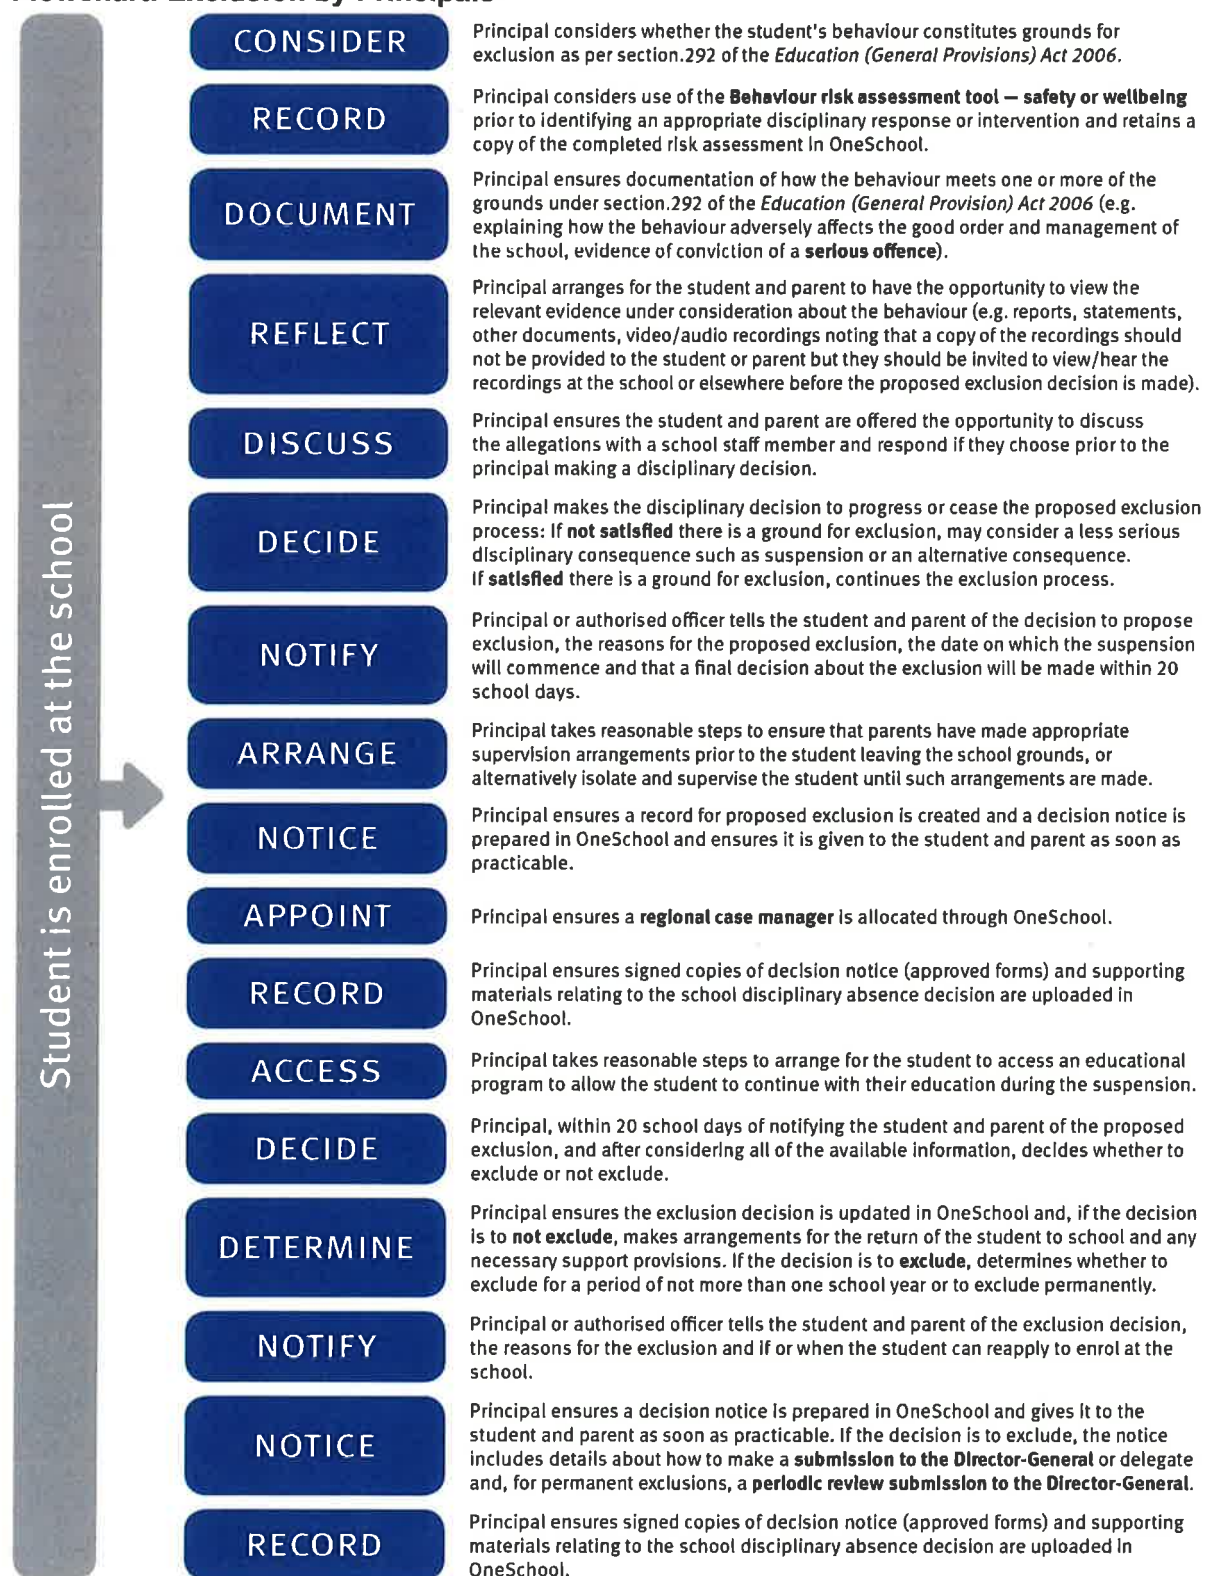 Student is enrolled at the school
CONSIDER
Principal considers whether the student's behaviour constitutes grounds for
exclusion as per section.292 of the Education (General Provisions) Act 2006.
RECORD
Principal considers use of the Behaviour risk assessment tool — safety or wellbeing
prior to identifying an appropriate disciplinary response or intervention and retains a
copy of the completed risk assessment in OneSchool.
DOCUMENT
Principal ensures documentation of how the behaviour meets one or more of the
grounds under section.292 of the Education (General Provision) Act 2006 (e.g.
explaining how the behaviour adversely affects the good order and management of
the school, evidence of conviction of a serious offence).
REFLECT
Principal arranges for the student and parent to have the opportunity to view the
relevant evidence under consideration about the behaviour (e.g. reports, statements,
other documents, video/audio recordings noting that a copy of the recordings should
not be provided to the student or parent but they should be invited to view/hear the
recordings at the school or elsewhere before the proposed exclusion decision is made).
DISCUSS
Principal ensures the student and parent are offered the opportunity to discuss
the allegations with a school staff member and respond if they choose prior to the
principal making a disciplinary decision.
DECIDE
Principal makes the disciplinary decision to progress or cease the proposed exclusion
process: If not satisfied there is a ground for exclusion, may consider a less serious
disciplinary consequence such as suspension or an alternative consequence.
If satisfied there is a ground for exclusion, continues the exclusion process.
NOTIFY
Principal or authorised officer tells the student and parent of the decision to propose
exclusion, the reasons for the proposed exclusion, the date on which the suspension
will commence and that a final decision about the exclusion will be made within 20
school days.
ARRANGE
Principal takes reasonable steps to ensure that parents have made appropriate
supervision arrangements prior to the student leaving the school grounds, or
alternatively isolate and supervise the student until such arrangements are made.
NOTICE
Principal ensures a record for proposed exclusion is created and a decision notice is
prepared in OneSchool and ensures it is given to the student and parent as soon as
practicable.
APPOINT
Principal ensures a regional case manager is allocated through OneSchool.
RECORD
Principal ensures signed copies of decision notice (approved forms) and supporting
materials relating to the school disciplinary absence decision are uploaded in
OneSchool.
ACCESS
Principal takes reasonable steps to arrange for the student to access an educational
program to allow the student to continue with their education during the suspension.
DECIDE
Principal, within 20 school days of notifying the student and parent of the proposed
exclusion, and after considering all of the available information, decides whether to
exclude or not exclude.
DETERMINE
Principal ensures the exclusion decision is updated in OneSchool and, if the decision
is to not exclude, makes arrangements for the return of the student to school and any
necessary support provisions. If the decision is to exclude, determines whether to
exclude for a period of not more than one school year or to exclude permanently.
NOTIFY
Principal or authorised officer tells the student and parent of the exclusion decision,
the reasons for the exclusion and if or when the student can reapply to enrol at the
school.
NOTICE
Principal ensures a decision notice is prepared in OneSchool and gives it to the
student and parent as soon as practicable. If the decision is to exclude, the notice
includes details about how to make a submission to the Director-General or delegate
and, for permanent exclusions, a periodic review submission to the Director-General.
RECORD
Principal ensures signed copies of decision notice (approved forms) and supporting
materials relating to the school disciplinary absence decision are uploaded in
OneSchool.